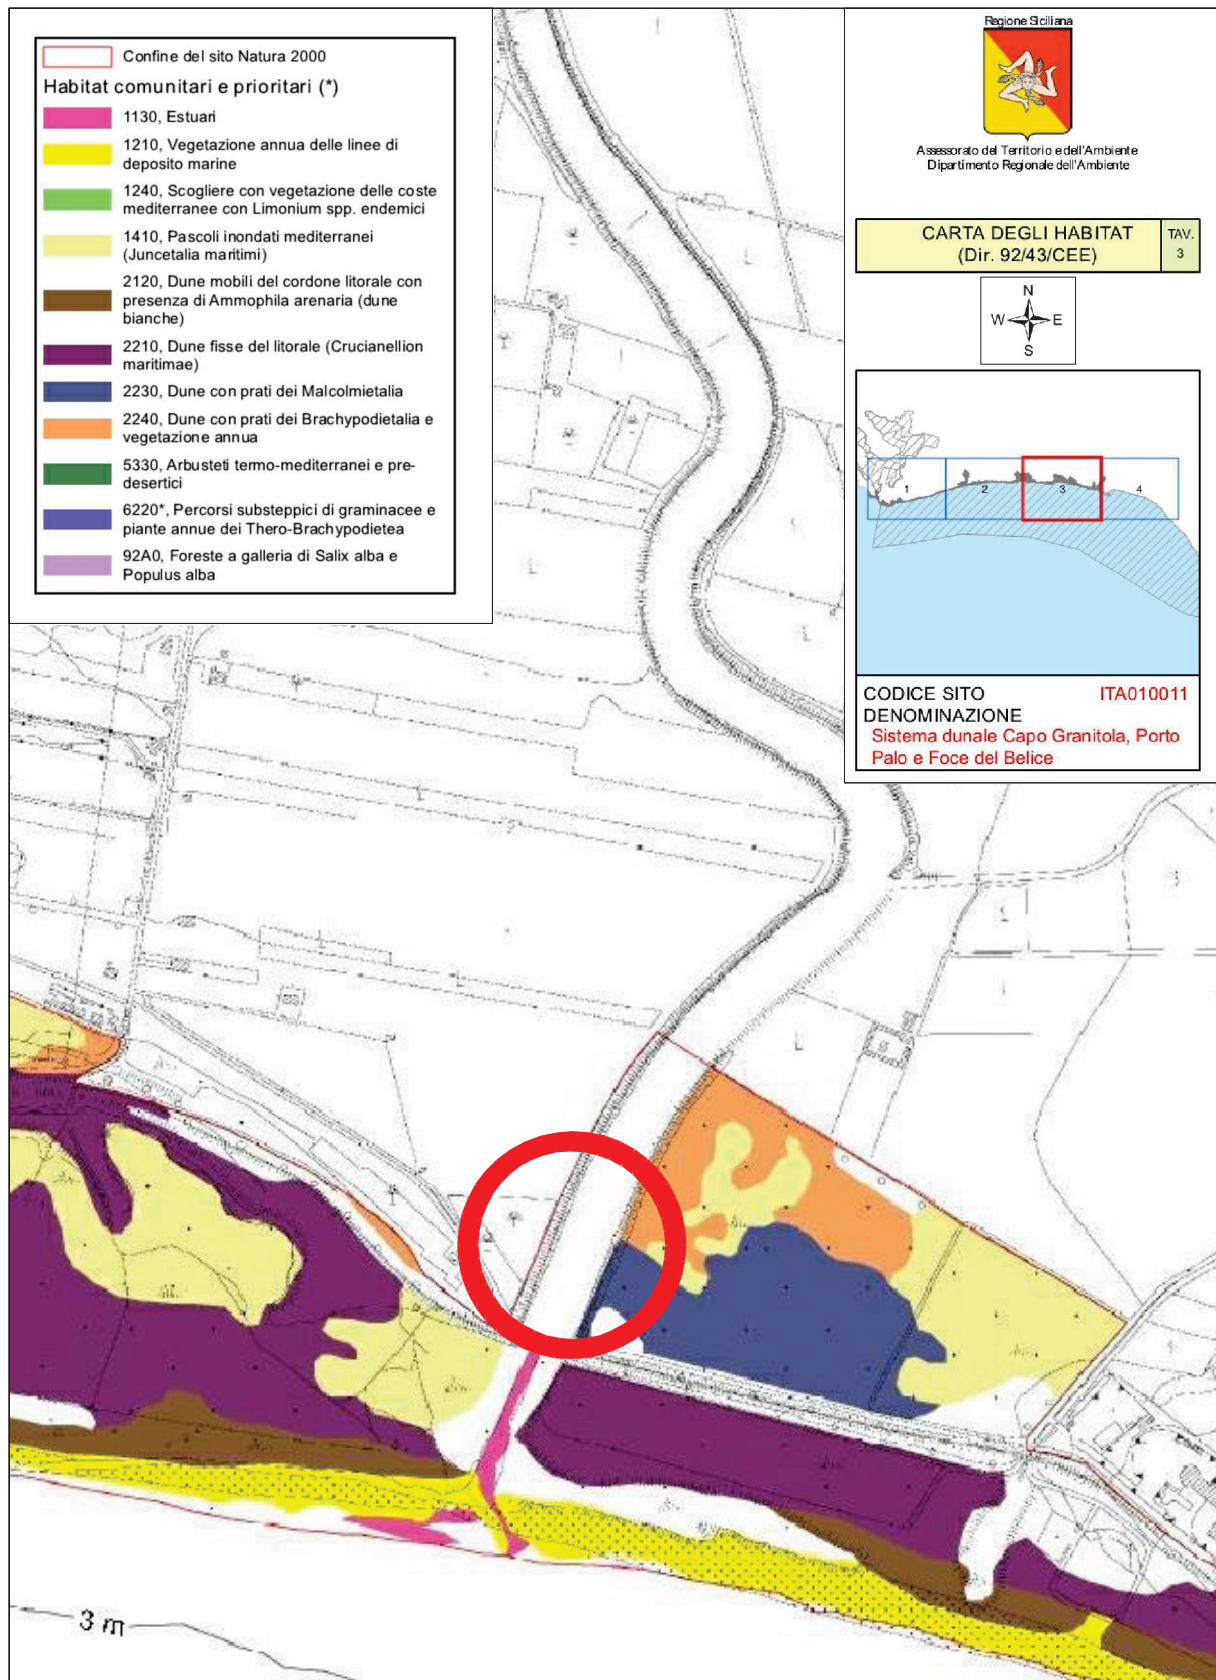 Confine del sito Natura 2000
Habitat comunitari e prioritari (*)
1130, Estuari
1210, Vegetazione annua delle linee di
deposito marine
1240, Scogliere con vegetazione delle coste
mediterranee con Limonium spp. endemici
1410, Pascoli inondati mediterranei
(Juncetalia maritimi)
2120, Dune mobili del cordone litorale con
presenza di Ammophila arenaria (dune
bianche)
2210, Dune fisse del litorale (Crucianellion
maritimae)
2230, Dune con prati dei Malcolmietalia
2240, Dune con prati dei Brachypodietalia e
vegetazione annua
5330, Arbusteti termo-mediterranei e pre-
desertici
6220*, Percorsi substeppici di graminacee e
piante annue dei Thero-Brachypodietea
92A0, Foreste a galleria di Salix alba e
Populus alba
Regione Siciliana
Assessorato del Territorio e dell'Ambiente
Dipartimento Regionale dell'Ambiente
CARTA DEGLI HABITAT
(Dir. 92/43/CEE)
TAV.
3
N
W E
S
1 2 3 4
CODICE SITO ITA010011
DENOMINAZIONE
Sistema dunale Capo Granitola, Porto
Palo e Foce del Belice
3 m